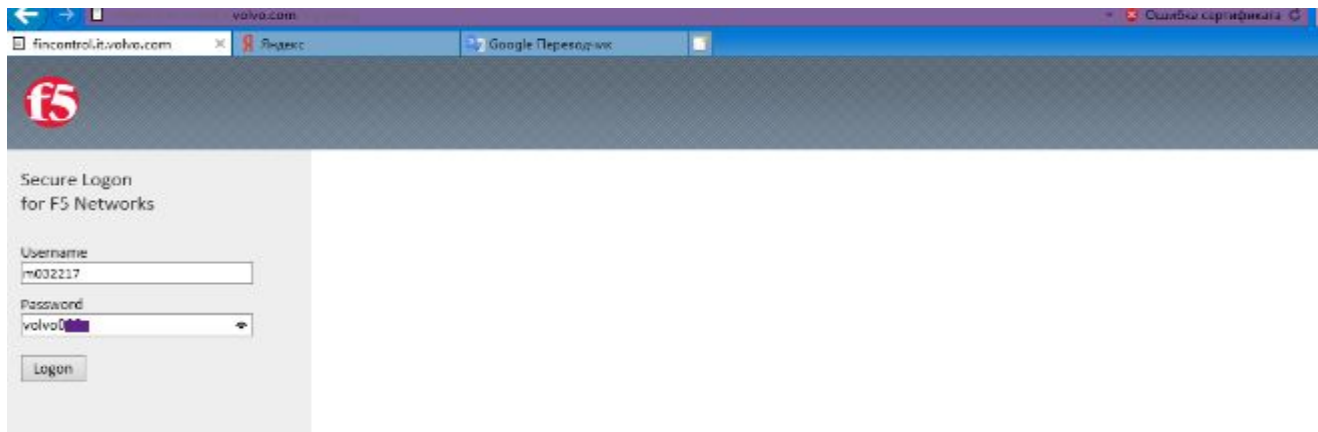 volvo.com
Ошибка сертификата
fincontrol.it.volvo.com Яндекс Google Переводчик
f5
Secure Logon
for F5 Networks
Username
m032217
Password
Logon